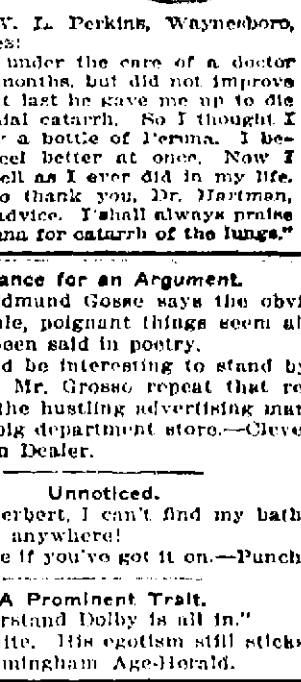 V. L. Perkins, Waynesboro,
es:
under the care of a doctor
months, but did not improve
t last he gave me up to die
ial catarrh. So I thought I
r a bottle of Peruna. I be-
eel better at once. Now I
ell as I ever did in my life.
o thank you, Dr. Hartman,
advice. I shall always praise
na for catarrh of the lungs."
ance for an Argument.
dmund Gosse says the obvi
le, poignant things seem al
een said in poetry.
d be interesting to stand by
Mr. Grosse repeat that re
the hustling advertising man
big department store.—Cleve
n Dealer.
Unnoticed.
erbert, I can't find my bath
anywhere!
e if you've got it on.—Punch
A Prominent Trait.
rstand Dolby is all in."
ite. His egotism still sticks
mingham Age-Herald.